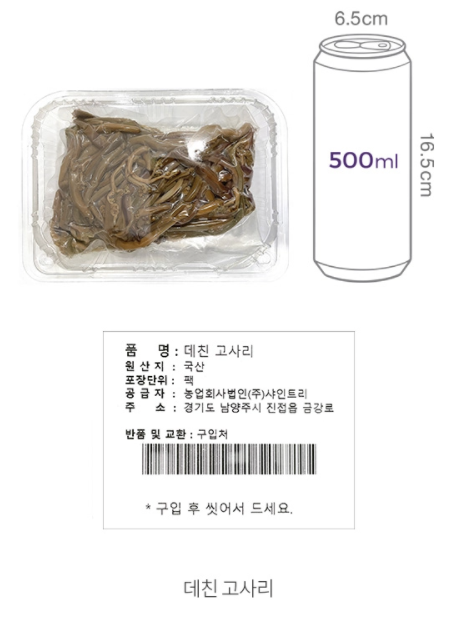 6.5cm
500ml
16.5cm
품 명 : 데친 고사리
원 산 지 : 국산
포장단위 : 팩
공 급 자 : 농업회사법인(주)샤인트리
주 소 : 경기도 남양주시 진접읍 금강로
반품 및 교환 : 구입처
* 구입 후 씻어서 드세요.
데친 고사리